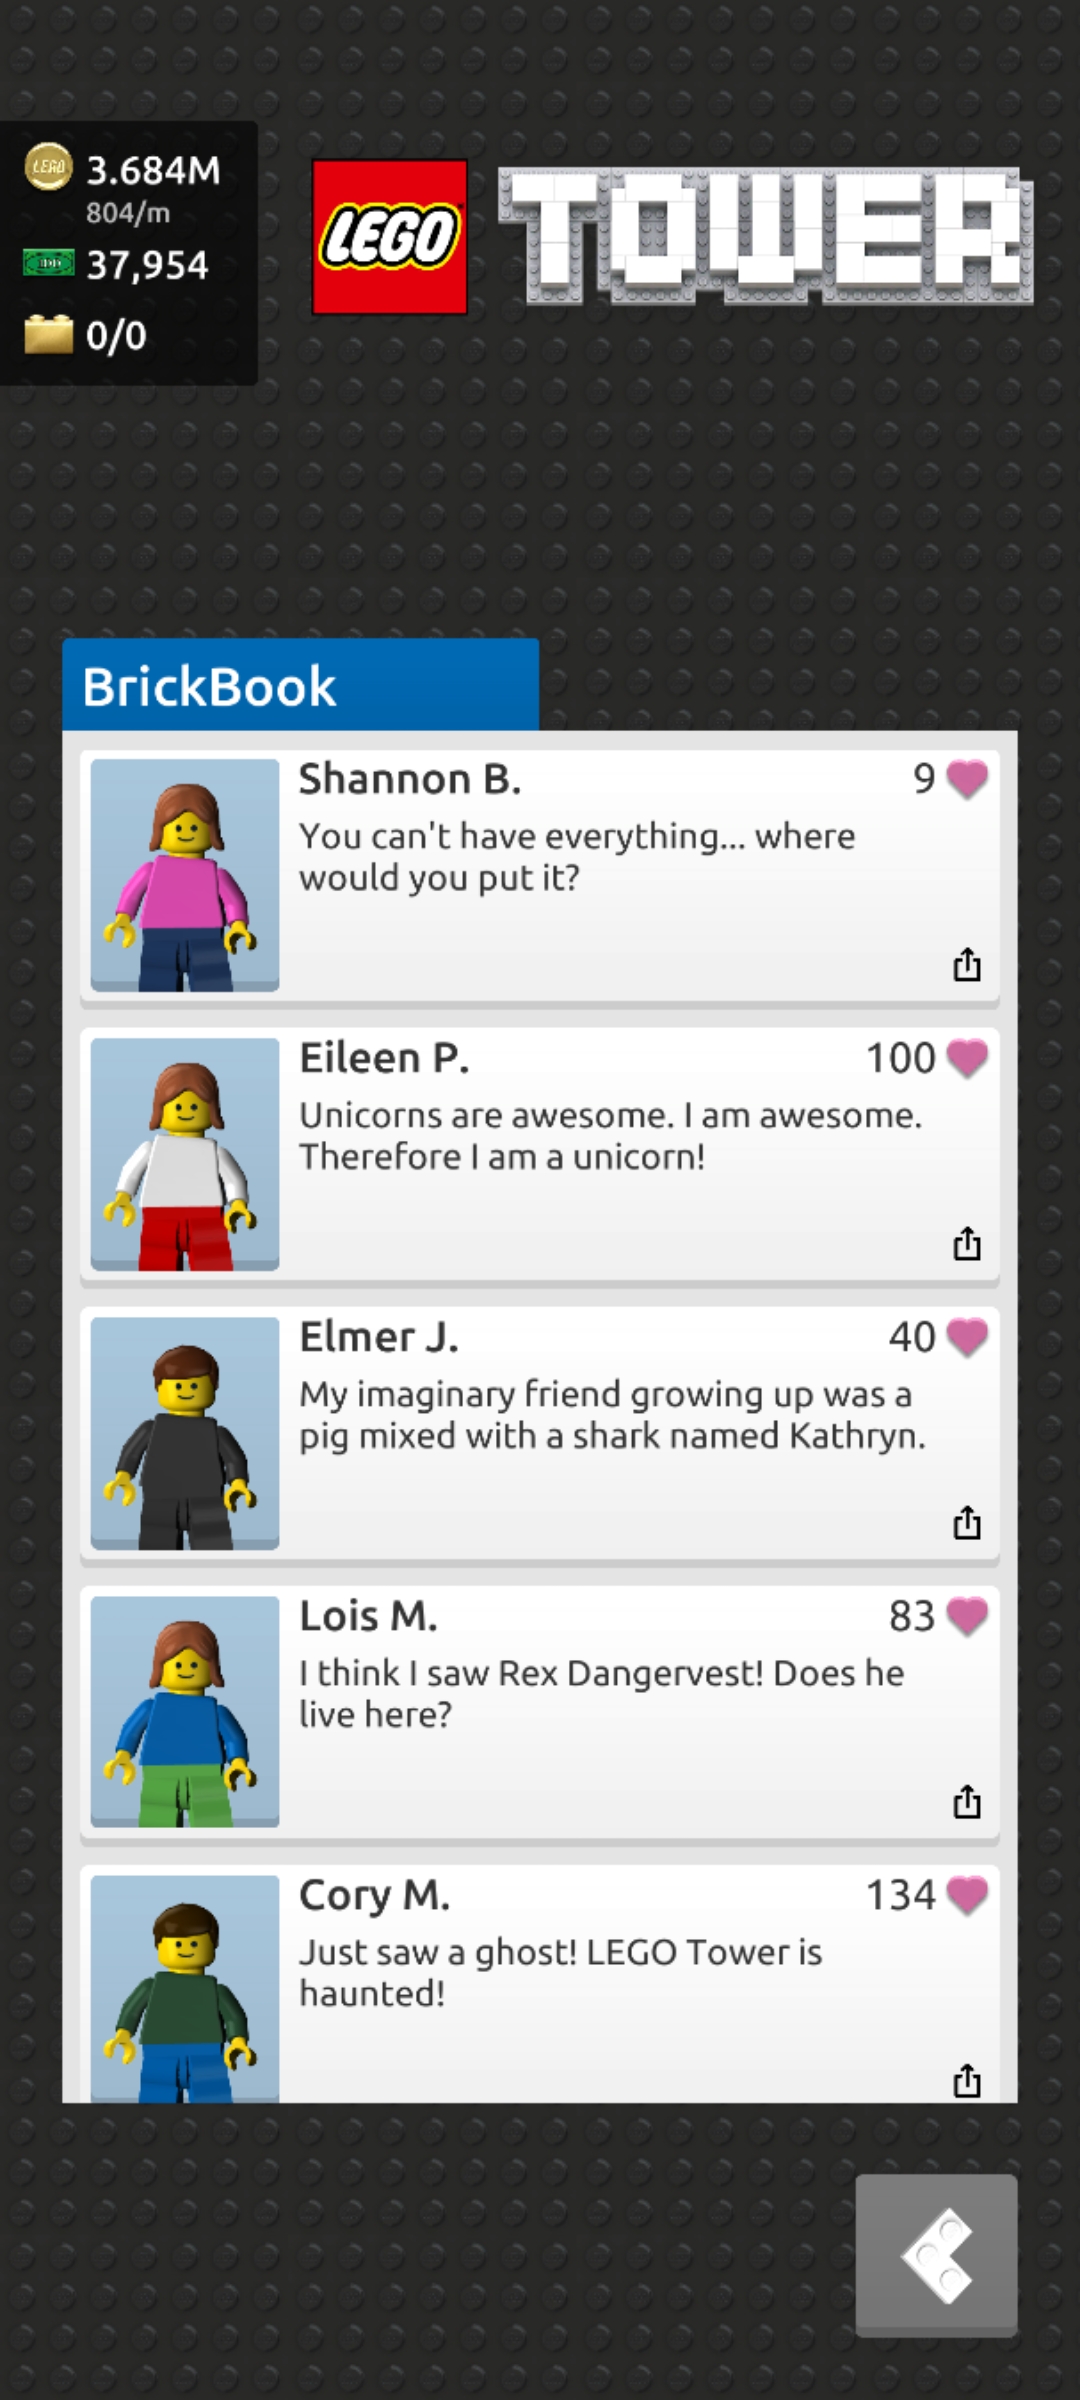 LEGO
3.684M
804/m
37,954
0/0
LEGO
TOWER
BrickBook
Shannon B.
9
You can't have everything... where
would you put it?
Eileen P.
100
Unicorns are awesome. I am awesome.
Therefore I am a unicorn!
Elmer J.
40
My imaginary friend growing up was a
pig mixed with a shark named Kathryn.
Lois M.
83
I think I saw Rex Dangervest! Does he
live here?
Cory M.
134
Just saw a ghost! LEGO Tower is
haunted!